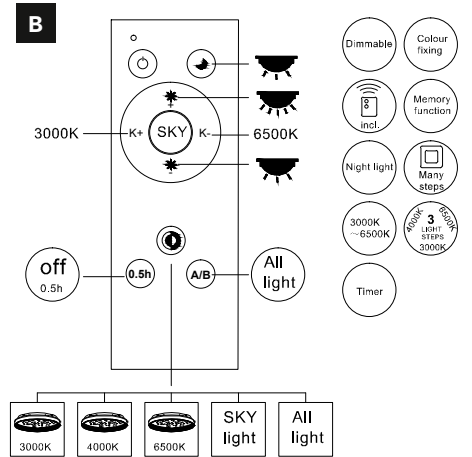 B
3000K
K+
+
SKY
-
K-
6500K
off
0.5h
0.5h
A/B
All
light
3000K
4000K
6500K
SKY
light
All
light
Dimmable
Colour
fixing
incl.
Memory
function
Night light
Many
steps
3000K
~6500K
4000K
3
6500K
LIGHT
STEPS
3000K
Timer